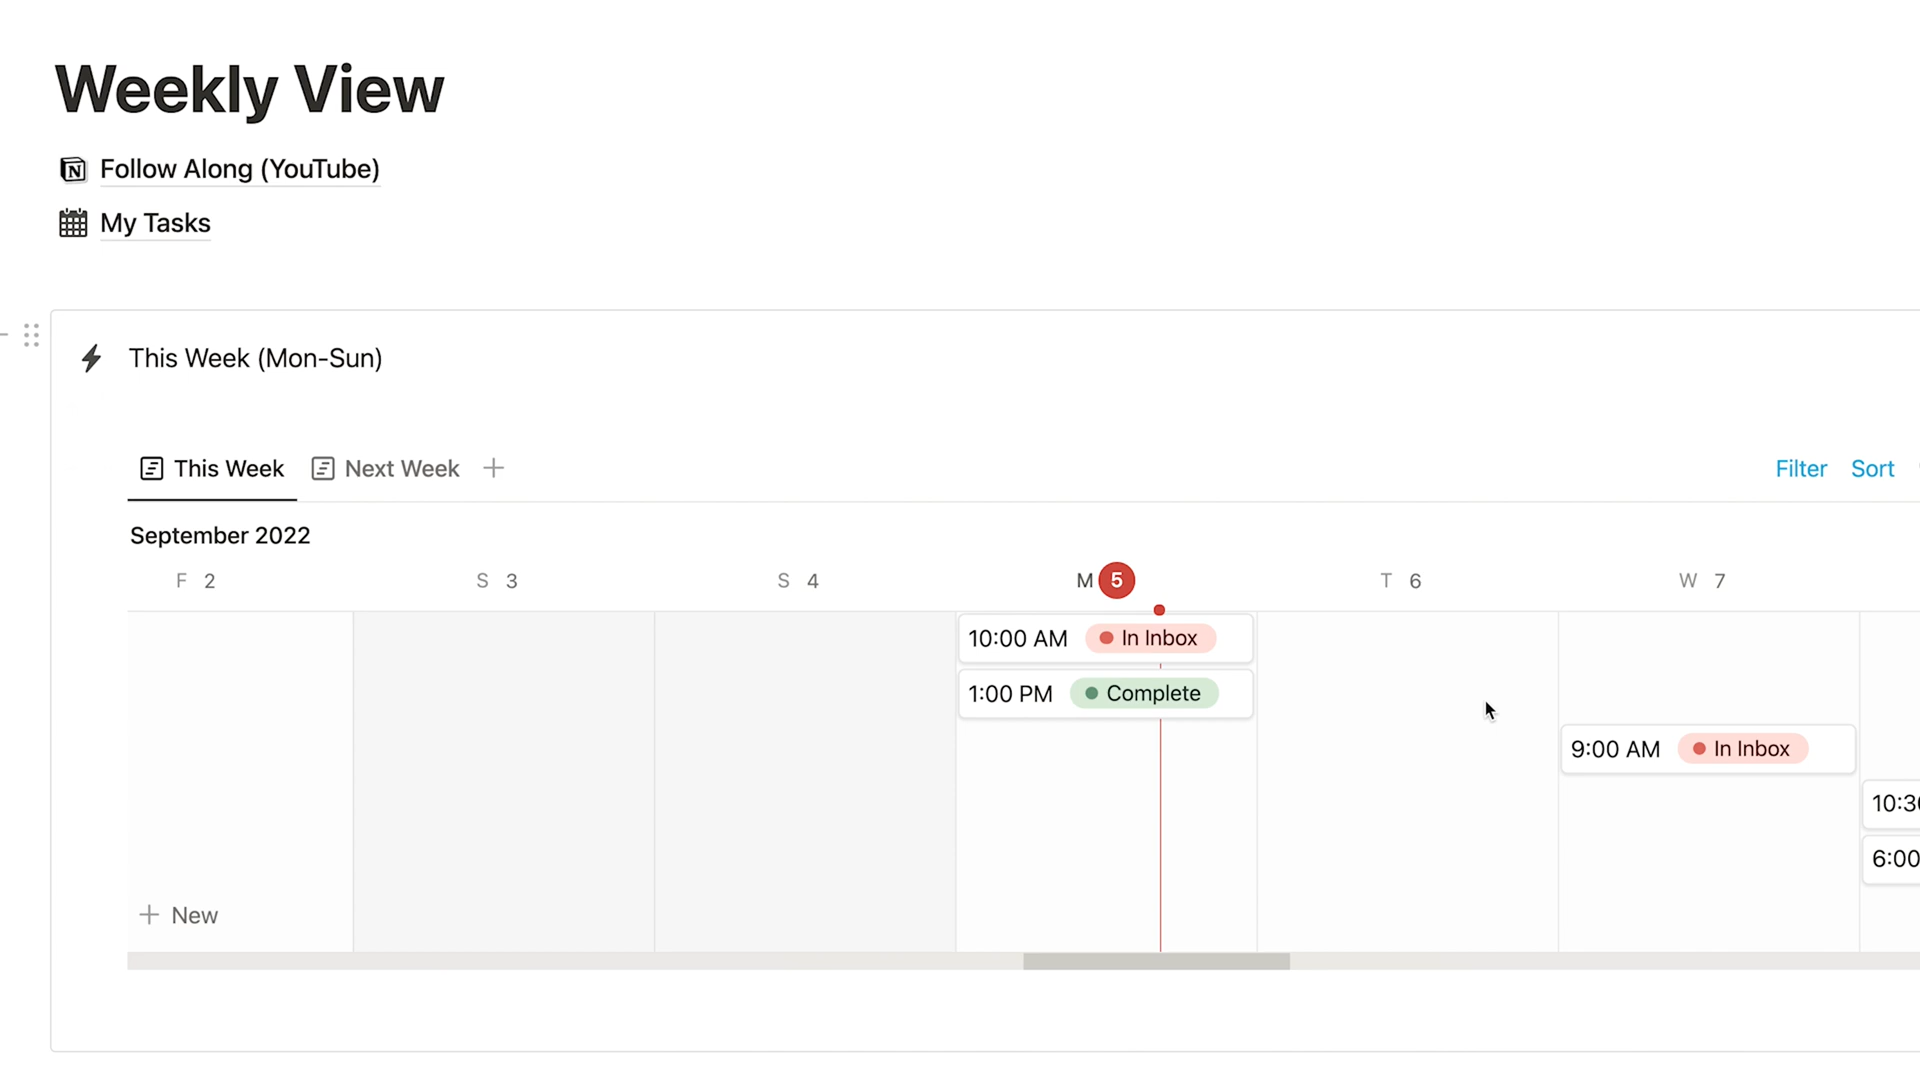 Weekly View
Follow Along (YouTube)
My Tasks
This Week (Mon-Sun)
This Week Next Week Filter Sort
September 2022
F 2 S 3 S 4 M 5 T 6 W 7
10:00 AM In Inbox
1:00 PM Complete
9:00 AM In Inbox
6:00
New